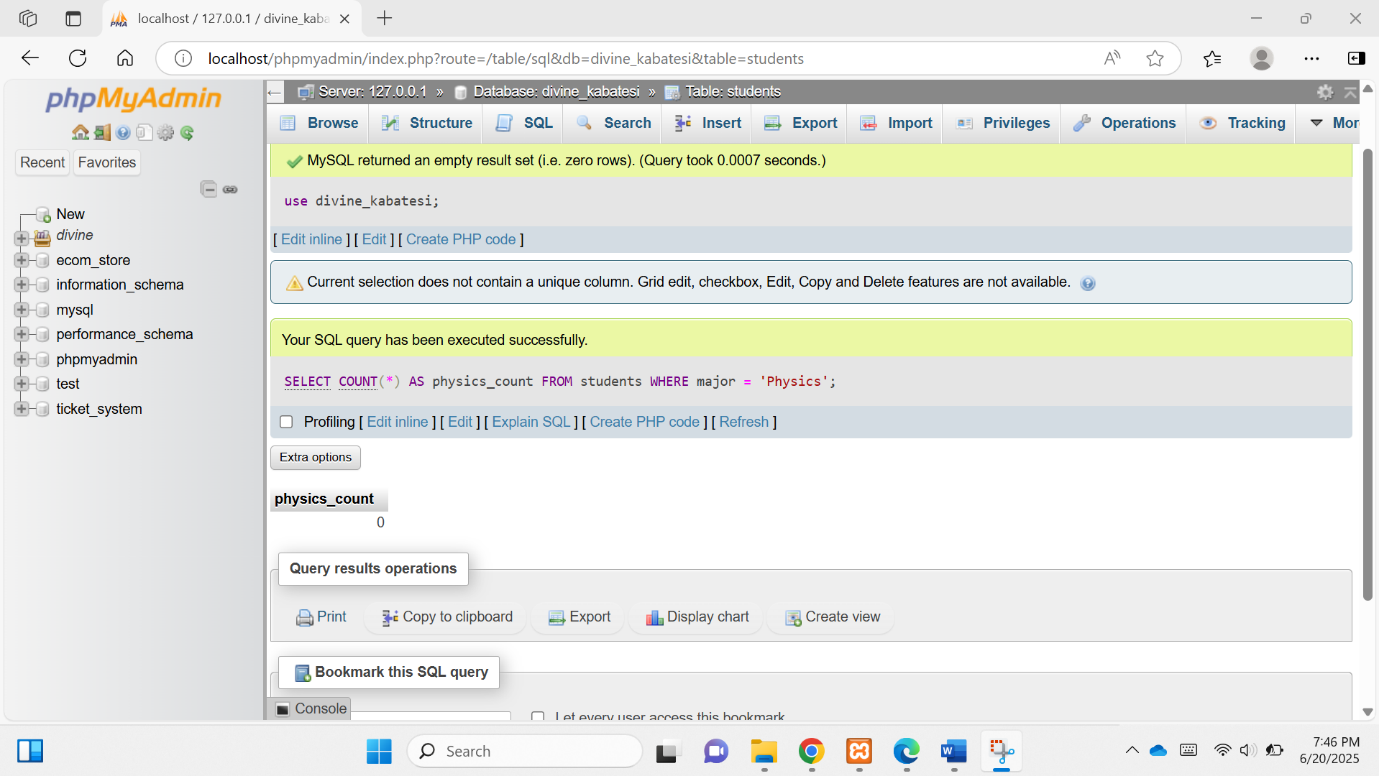 localhost / 127.0.0.1 / divine_kaba
localhost/phpmyadmin/index.php?route=/table/sql&db=divine_kabatesi&table=students
phpMyAdmin
Recent Favorites
New
divine
ecom_store
information_schema
mysql
performance_schema
phpmyadmin
test
ticket_system
Server: 127.0.0.1 » Database: divine_kabatesi » Table: students
Browse Structure SQL Search Insert Export Import Privileges Operations Tracking Mor
MySQL returned an empty result set (i.e. zero rows). (Query took 0.0007 seconds.)
use divine_kabatesi;
[ Edit inline ] [ Edit ] [ Create PHP code ]
Current selection does not contain a unique column. Grid edit, checkbox, Edit, Copy and Delete features are not available.
Your SQL query has been executed successfully.
SELECT COUNT(*) AS physics_count FROM students WHERE major = 'Physics';
Profiling [ Edit inline ] [ Edit ] [ Explain SQL ] [ Create PHP code ] [ Refresh ]
Extra options
physics_count
0
Query results operations
Print Copy to clipboard Export Display chart Create view
Bookmark this SQL query
Console
Let every user access this bookmark
Search
7:46 PM
6/20/2025